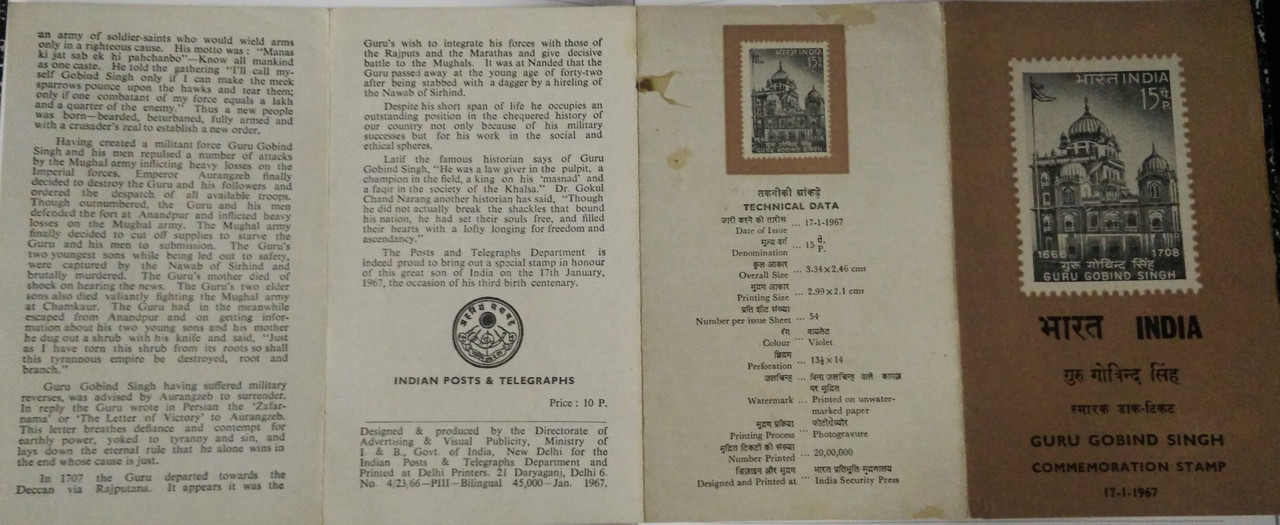 an army of soldier-saints who would wield arms
only in a righteous cause. His motto was : "Manas
ki jat sab ek hi pahchanbo"—Know all mankind
as one caste. He told the gathering "I'll call my-
self Gobind Singh only if I can make the meek
sparrows pounce upon the hawks and tear them;
only if one combatant of my force equals a lakh
and a quarter of the enemy." Thus a new people
was born—bearded, beturbaned, fully armed and
with a crusader's zeal to establish a new order.
Having created a militant force Guru Gobind
Singh and his men repulsed a number of attacks
by the Mughal army inflicting heavy losses on the
Imperial forces. Emperor Aurangzeb finally
decided to destroy the Guru and his followers and
ordered the despatch of all available troops.
Though outnumbered, the Guru and his men
defended the fort at Anandpur and inflicted heavy
losses on the Mughal army. The Mughal army
finally decided to cut off supplies to starve the
Guru and his men to submission. The Guru's
two youngest sons while being led out to safety,
were captured by the Nawab of Sirhind and
brutally murdered. The Guru's mother died of
shock on hearing the news. The Guru's two elder
sons also died valiantly fighting the Mughal army
at Chamkaur. The Guru had in the meanwhile
escaped from Anandpur and on getting infor-
mation about his two young sons and his mother
he dug out a shrub with his knife and said, "Just
as I have torn this shrub from its roots so shall
this tyrannous empire be destroyed, root and
branch."
Guru Gobind Singh having suffered military
reverses, was advised by Aurangzeb to surrender.
In reply the Guru wrote in Persian the 'Zafar-
nama' or 'The Letter of Victory' to Aurangzeb.
This letter breathes defiance and contempt for
earthly power, yoked to tyranny and sin, and
lays down the eternal rule that he alone wins in
the end whose cause is just.
In 1707 the Guru departed towards the
Deccan via Rajputana. It appears it was the
Guru's wish to integrate his forces with those of
the Rajputs and the Marathas and give decisive
battle to the Mughals. It was at Nanded that the
Guru passed away at the young age of forty-two
after being stabbed with a dagger by a hireling of
the Nawab of Sirhind.
Despite his short span of life he occupies an
outstanding position in the chequered history of
our country not only because of his military
successes but for his work in the social and
ethical spheres.
Latif the famous historian says of Guru
Gobind Singh, "He was a law giver in the pulpit, a
champion in the field, a king on his 'masnad' and
a faqir in the society of the Khalsa." Dr. Gokul
Chand Narang another historian has said, "Though
he did not actually break the shackles that bound
his nation, he had set their souls free, and filled
their hearts with a lofty longing for freedom and
ascendancy."
The Posts and Telegraphs Department is
indeed proud to bring out a special stamp in honour
of this great son of India on the 17th January,
1967, the occasion of his third birth centenary.
INDIAN POSTS & TELEGRAPHS
Price : 10 P.
Designed & produced by the Directorate of
Advertising & Visual Publicity, Ministry of
I. & B., Govt. of India, New Delhi for the
Indian Posts & Telegraphs Department and
Printed at Delhi Printers. 21 Daryaganj, Delhi 6.
No. 4/23/66—PIII—Bilingual 45,000—Jan. 1967.
भारत INDIA
15 पै. P.
गुरु गोविन्द सिंह
GURU GOBIND SINGH
तकनीकी आंकड़े
TECHNICAL DATA
जारी करने की तारीख
Date of Issue ... 17-1-1967
मूल्य वर्ग
Denomination ... 15 पै. P.
कुल आकार
Overall Size ... 3.34×2.46 cms
मुद्रण आकार
Printing Size ... 2.99×2.1 cms
प्रति शीट संख्या
Number per issue Sheet ... 54
रंग वायलेट
Colour ... Violet
छिद्रण
Perforation ... 13½×14
जलचिन्ह ... बिना जलचिन्ह वाले कागज़
पर मुद्रित
Watermark ... Printed on unwater-
marked paper
मुद्रण प्रक्रिया फोटोग्रेव्योर
Printing Process ... Photogravure
मुद्रित टिकटों की संख्या
Number Printed ... 20,00,000
डिज़ाइन और मुद्रण भारत प्रतिभूति मुद्रणालय
Designed and Printed at ... India Security Press
भारत INDIA
15 पै. P.
1666 1708
गुरु गोविन्द सिंह
GURU GOBIND SINGH
भारत INDIA
गुरु गोविन्द सिंह
स्मारक डाक-टिकट
GURU GOBIND SINGH
COMMEMORATION STAMP
17-1-1967